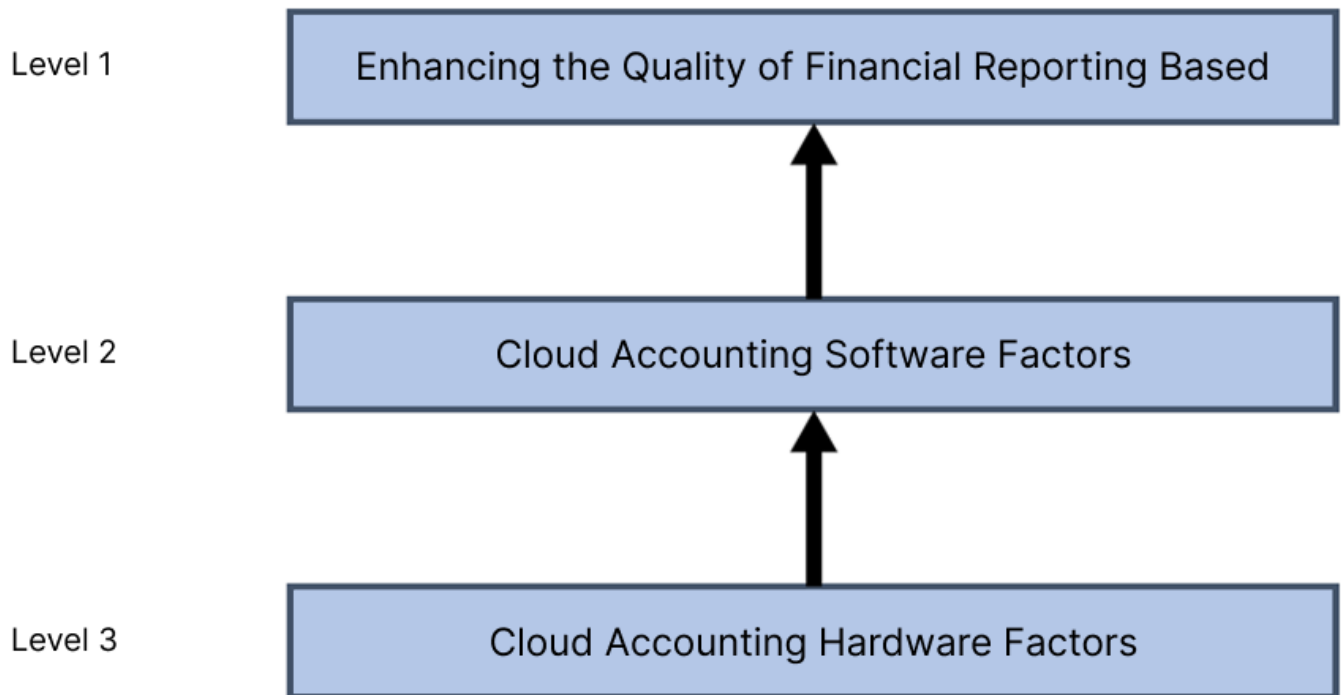 Level 1
Enhancing the Quality of Financial Reporting Based
Level 2
Cloud Accounting Software Factors
Level 3
Cloud Accounting Hardware Factors